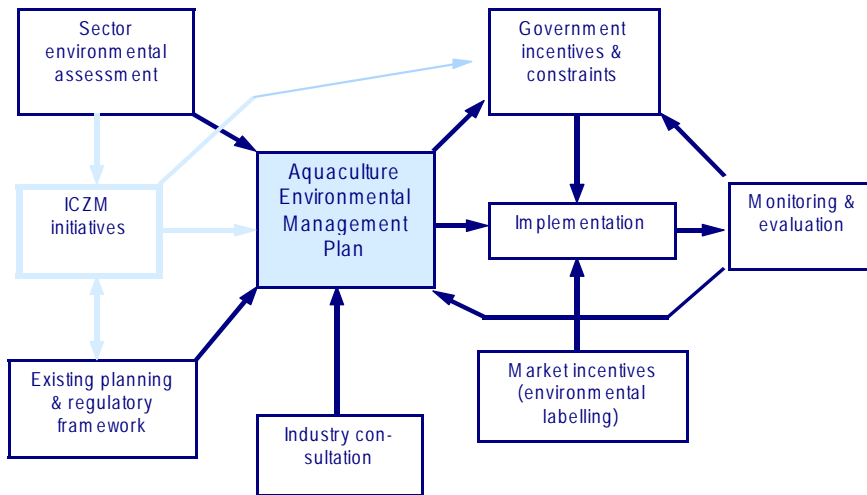 Sector
environmental
assessment
Government
incentives &
constraints
Aquaculture
Environmental
Management
Plan
ICZM
initiatives
Implementation
Monitoring &
evaluation
Existing planning
& regulatory
framework
Industry con-
sultation
Market incentives
(environmental
labelling)